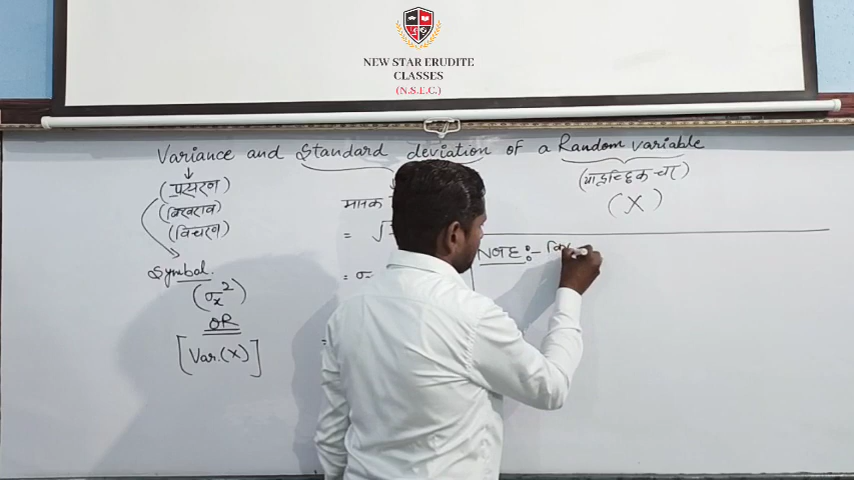 NEW STAR ERUDITE
CLASSES
(N.S.E.C.)
Variance and Standard deviation of a Random variable
(प्रसरण)
(बिखराव)
(विचरण)
Symbol.
(σx²)
OR
[Var.(X)]
मानक
= √
= σ
=
(यादृच्छिक चर)
(X)
NOTE:-